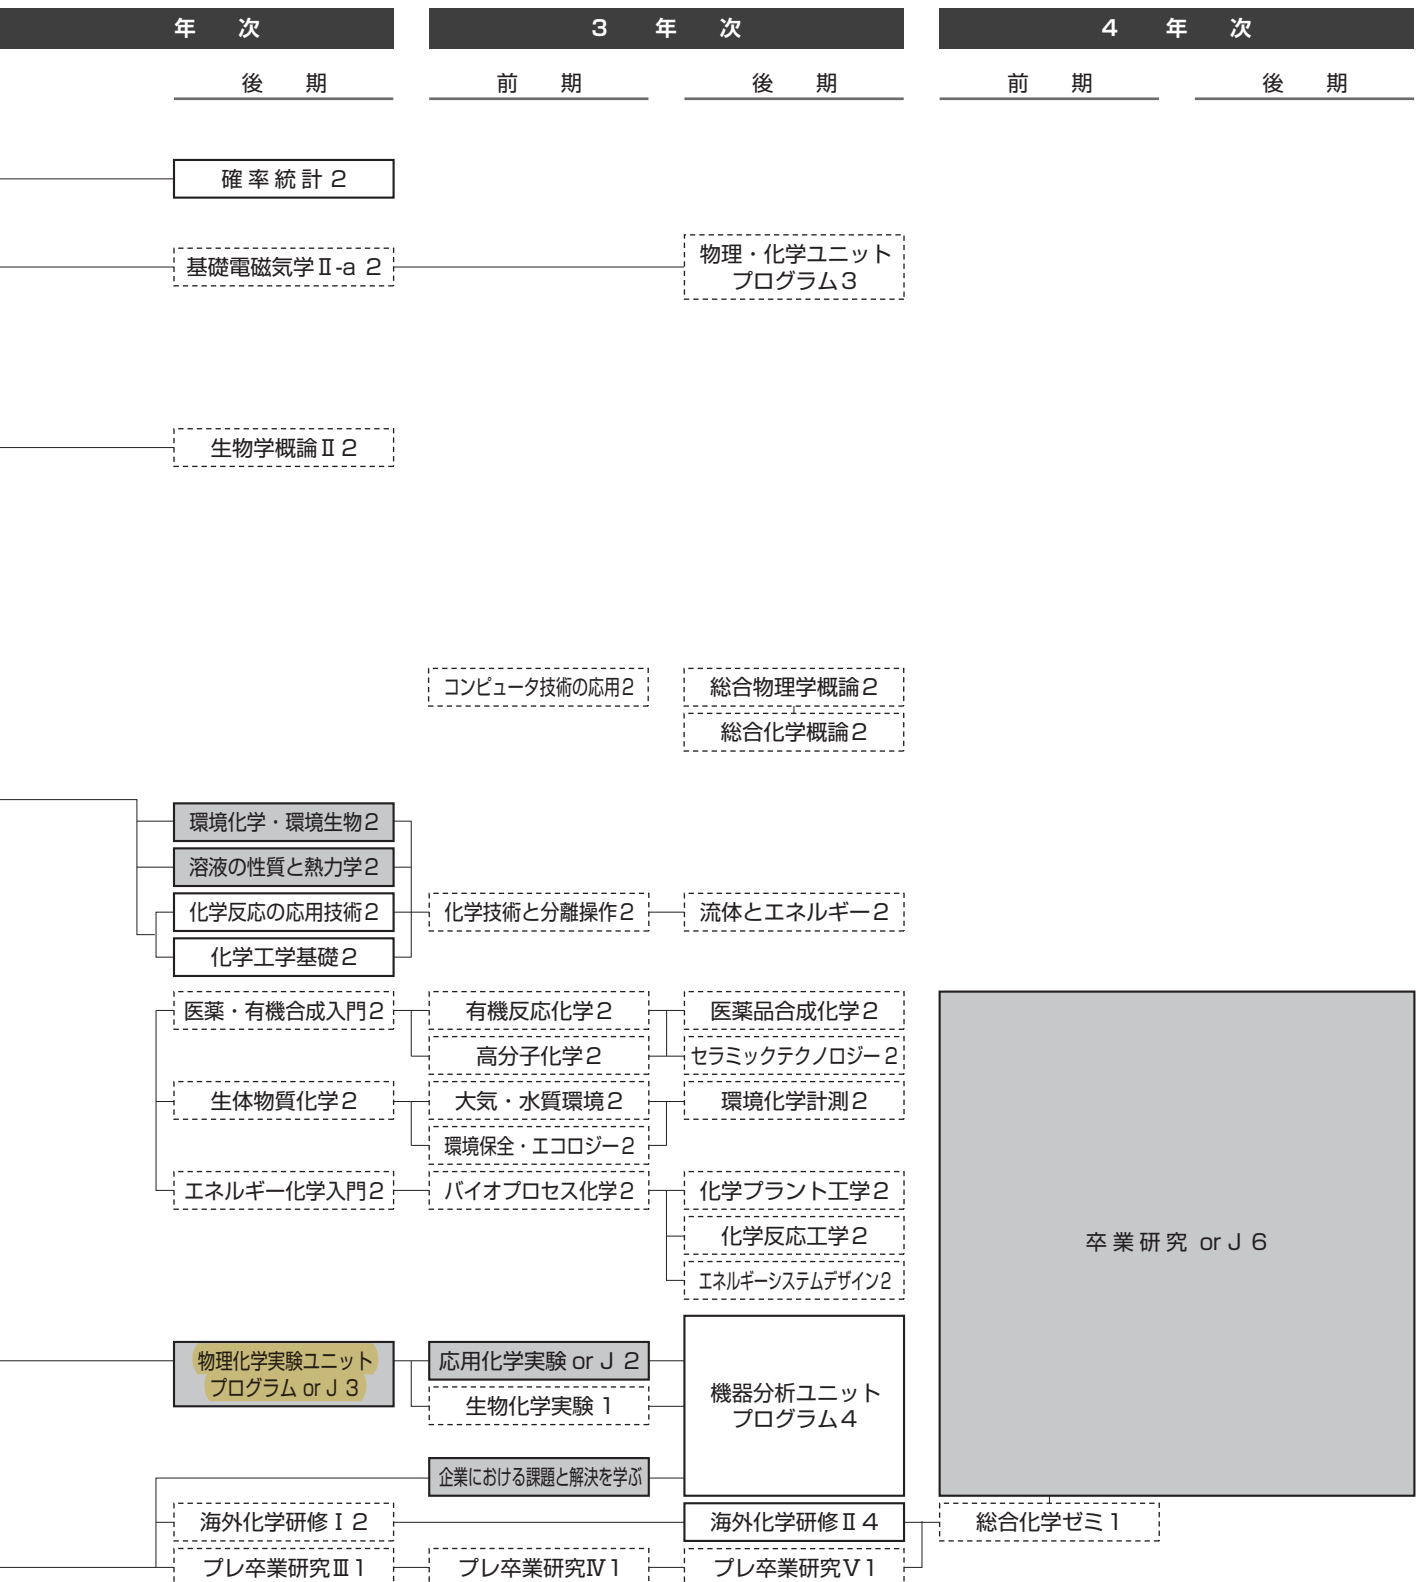 年次
3年次
4年次
後期
前期
後期
前期
後期
確率統計2
基礎電磁気学Ⅱ-a 2
物理・化学ユニット
プログラム3
生物学概論Ⅱ2
コンピュータ技術の応用2
総合物理学概論2
総合化学概論2
環境化学・環境生物2
溶液の性質と熱力学2
化学反応の応用技術2
化学技術と分離操作2
流体とエネルギー2
化学工学基礎2
医薬・有機合成入門2
有機反応化学2
医薬品合成化学2
高分子化学2
セラミックテクノロジー2
生体物質化学2
大気・水質環境2
環境化学計測2
環境保全・エコロジー2
エネルギー化学入門2
バイオプロセス化学2
化学プラント工学2
化学反応工学2
エネルギーシステムデザイン2
卒業研究 or J 6
物理化学実験ユニット
プログラム or J 3
応用化学実験 or J 2
生物化学実験1
機器分析ユニット
プログラム4
企業における課題と解決を学ぶ
海外化学研修Ⅰ2
海外化学研修Ⅱ4
総合化学ゼミ1
プレ卒業研究Ⅲ1
プレ卒業研究Ⅳ1
プレ卒業研究Ⅴ1